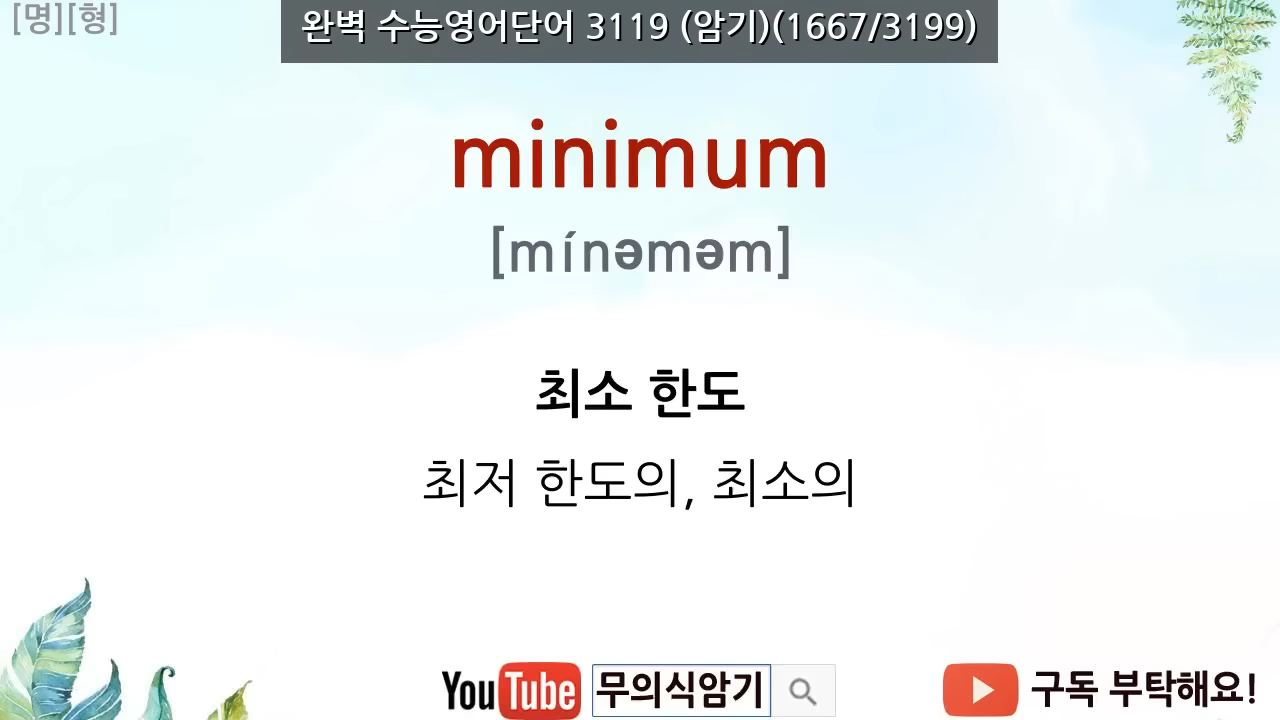 [명][형]
완벽 수능영어단어 3119 (암기)(1667/3199)
minimum
[mínəməm]
최소 한도
최저 한도의, 최소의
YouTube 무의식암기
구독 부탁해요!